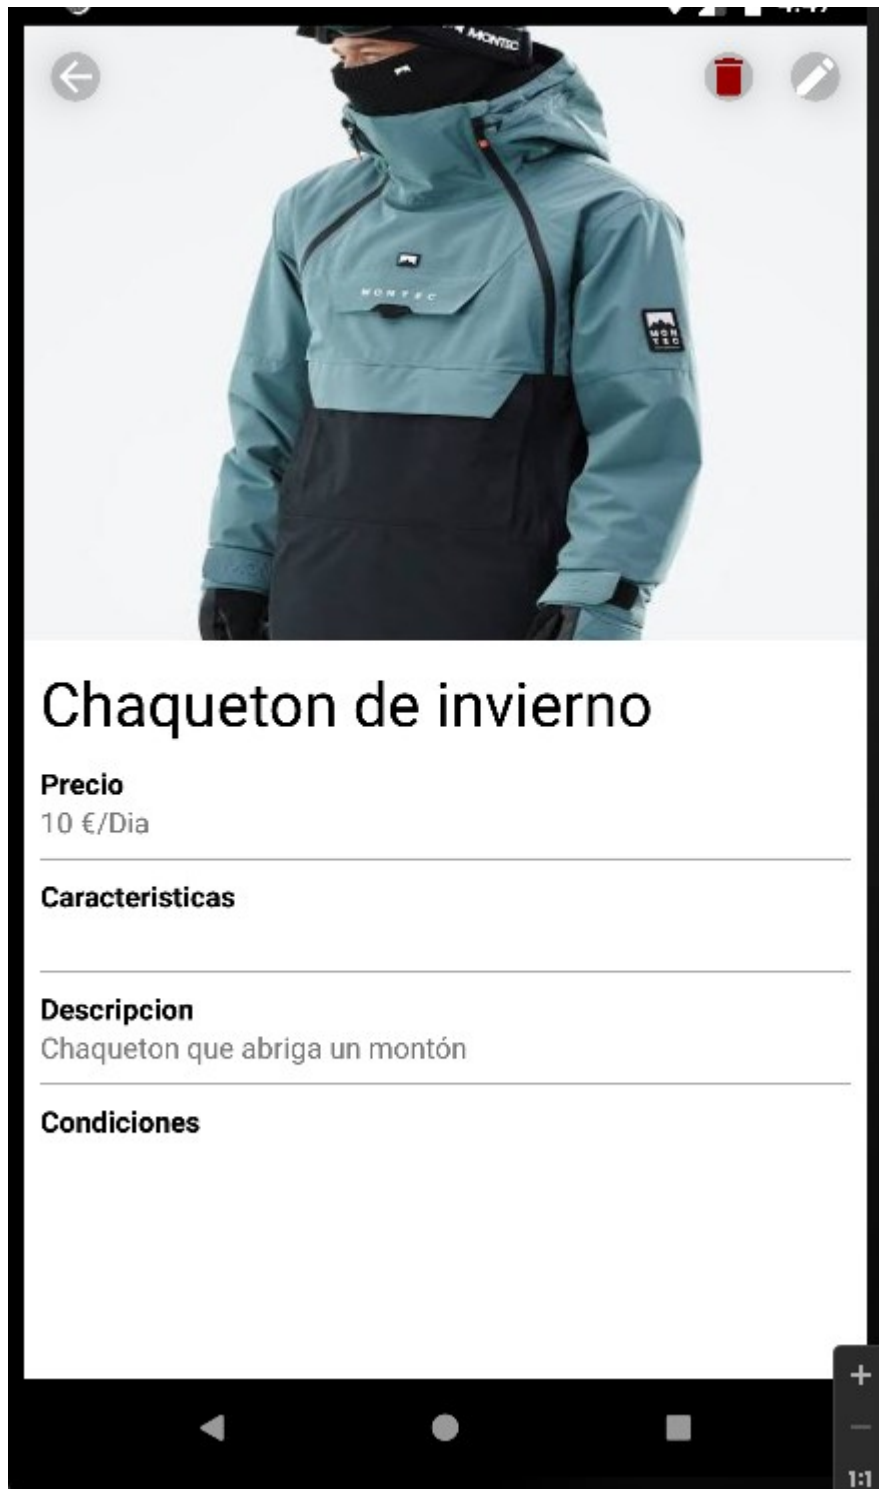 MONTEC
MONTEC
MON
TEC
Chaqueton de invierno
Precio
10 €/Dia
Caracteristicas
Descripcion
Chaqueton que abriga un montón
Condiciones
1:1